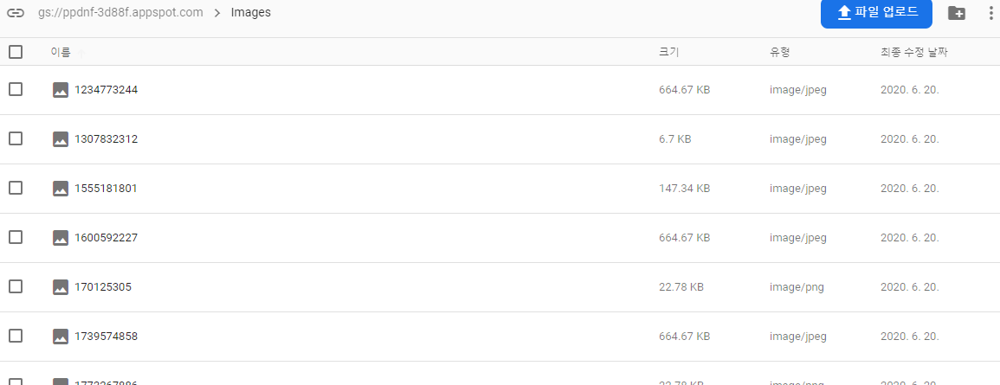 gs://ppdnf-3d88f.appspot.com > Images 파일 업로드
이름 크기 유형 최종 수정 날짜
1234773244 664.67 KB image/jpeg 2020. 6. 20.
1307832312 6.7 KB image/jpeg 2020. 6. 20.
1555181801 147.34 KB image/jpeg 2020. 6. 20.
1600592227 664.67 KB image/jpeg 2020. 6. 20.
170125305 22.78 KB image/png 2020. 6. 20.
1739574858 664.67 KB image/jpeg 2020. 6. 20.